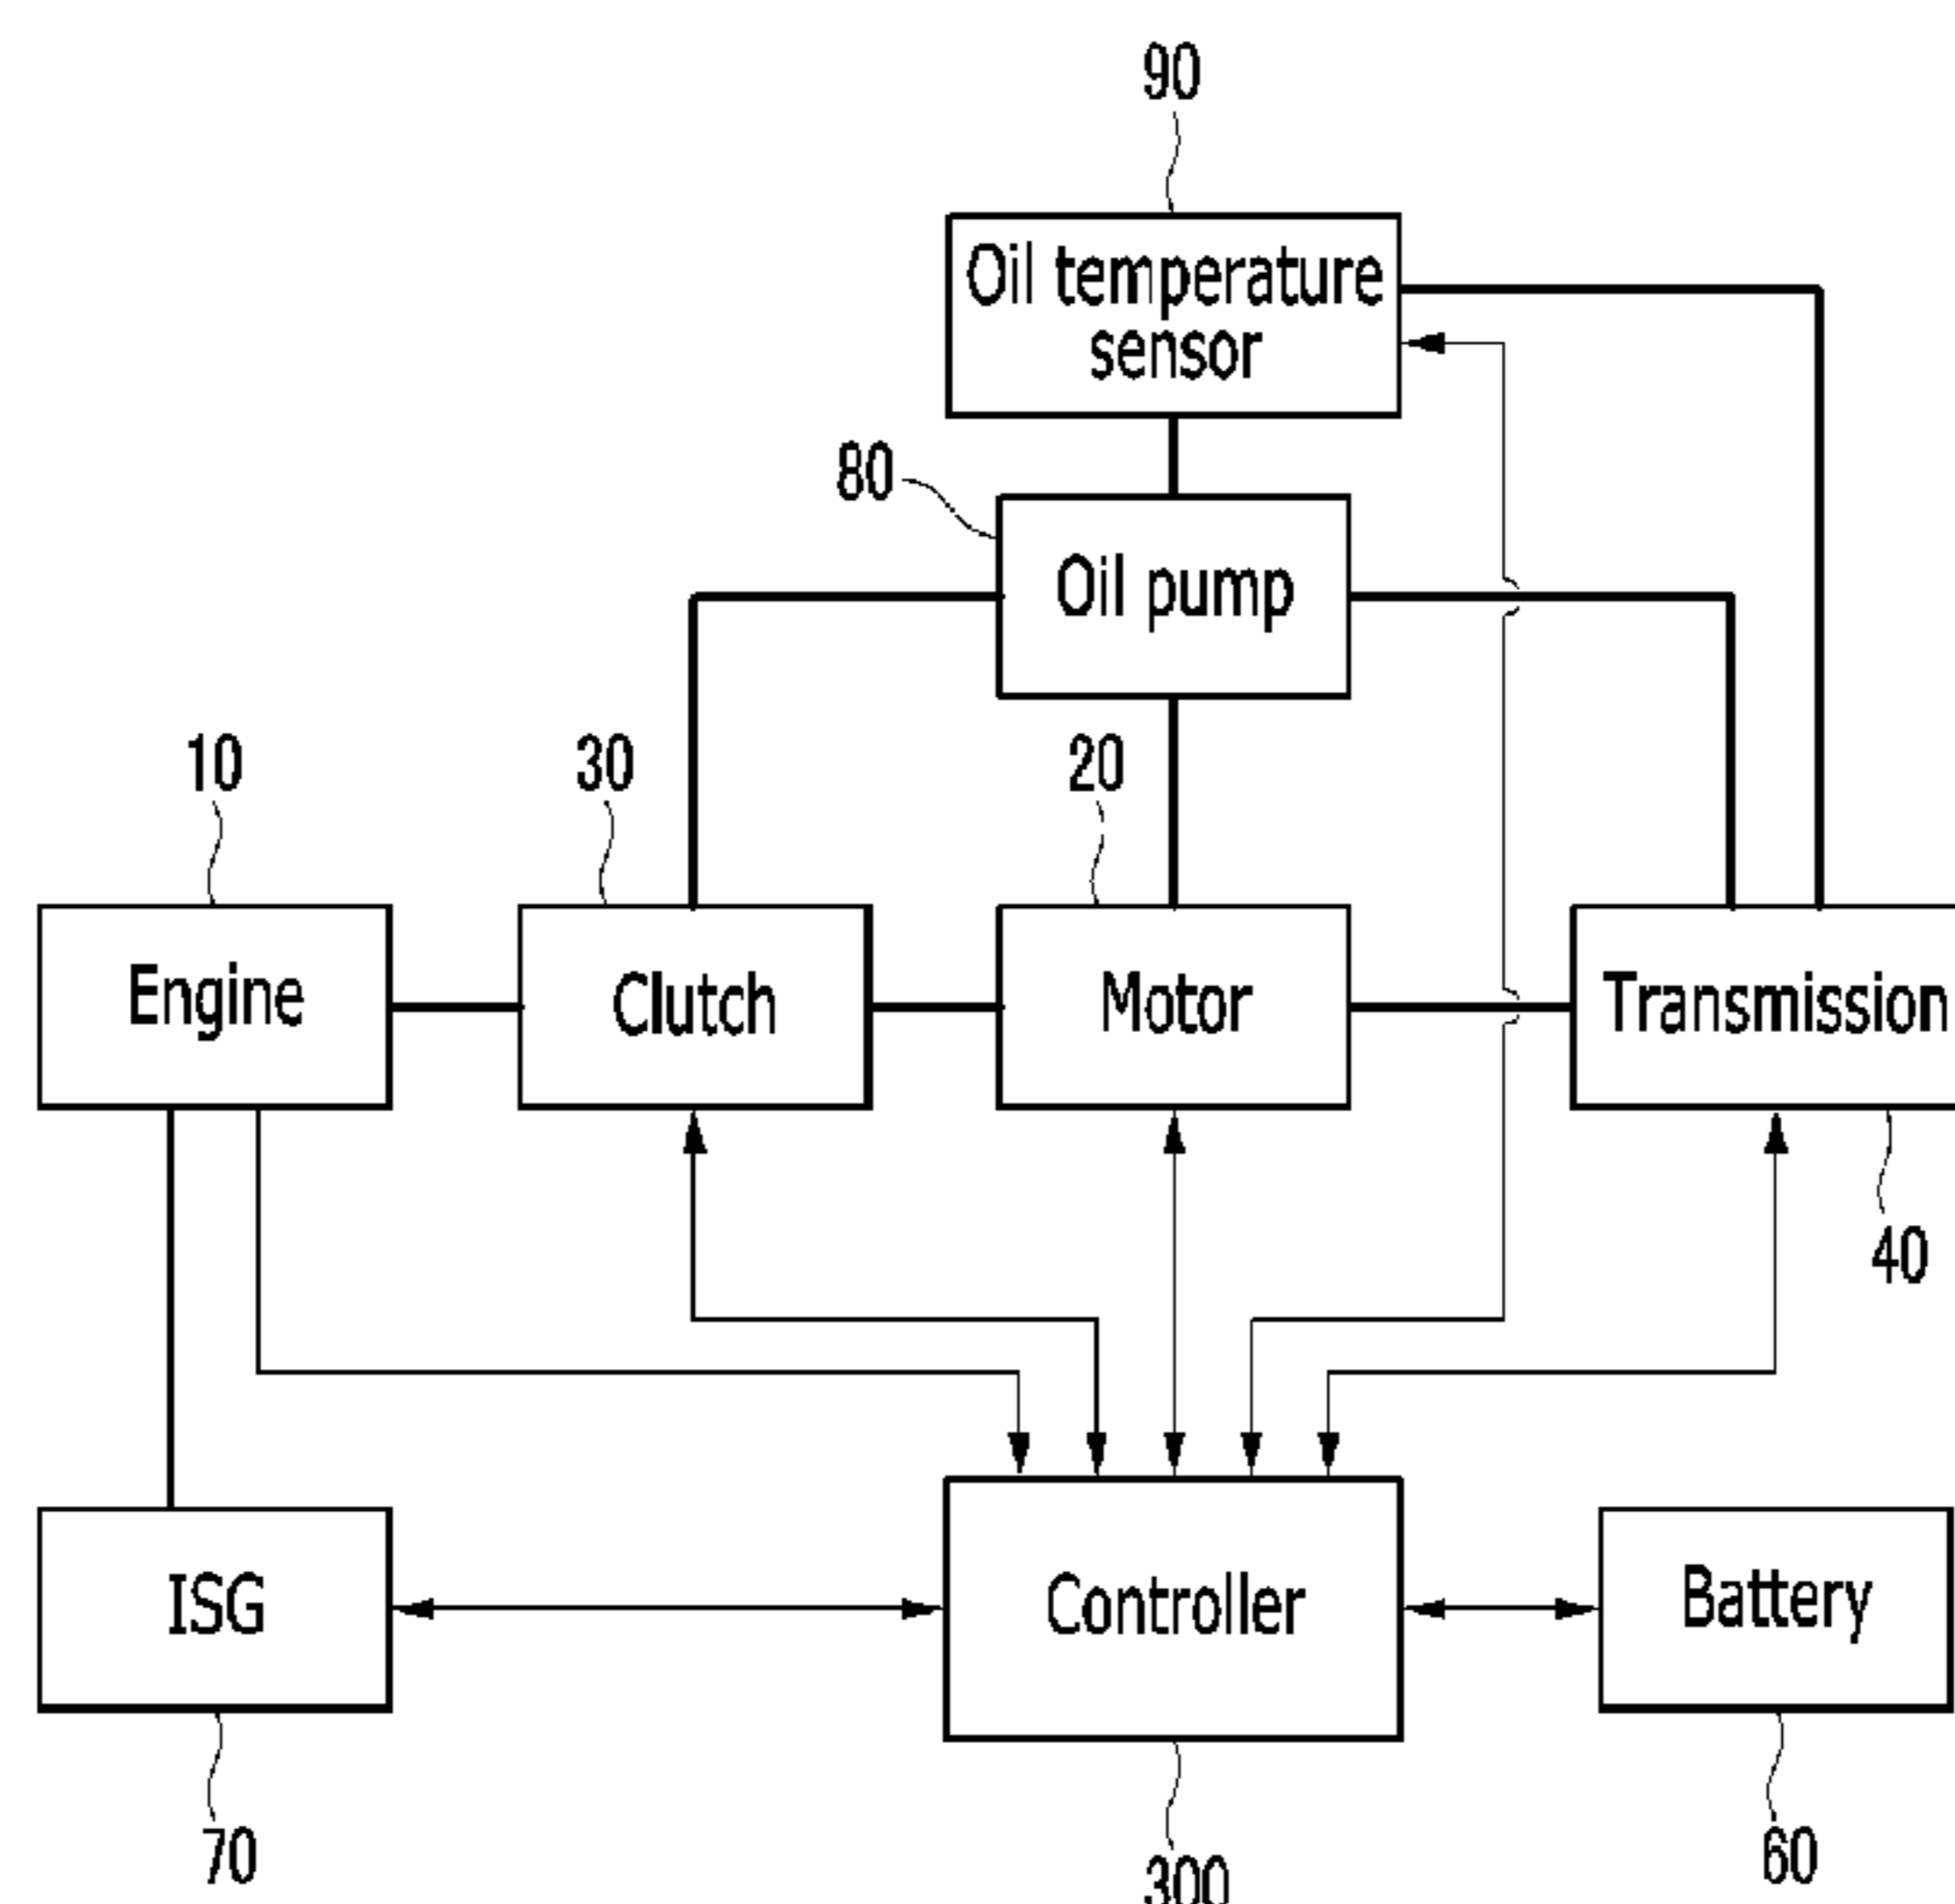 90
Oil temperature
sensor
80
Oil pump
10
30
20
Engine
Clutch
Motor
Transmission
40
ISG
Controller
Battery
70
300
60